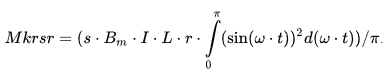 Mkrsr = (s · B_m · I · L · r · ∫_0^π (sin(ω · t))^2 d(ω · t))/π.